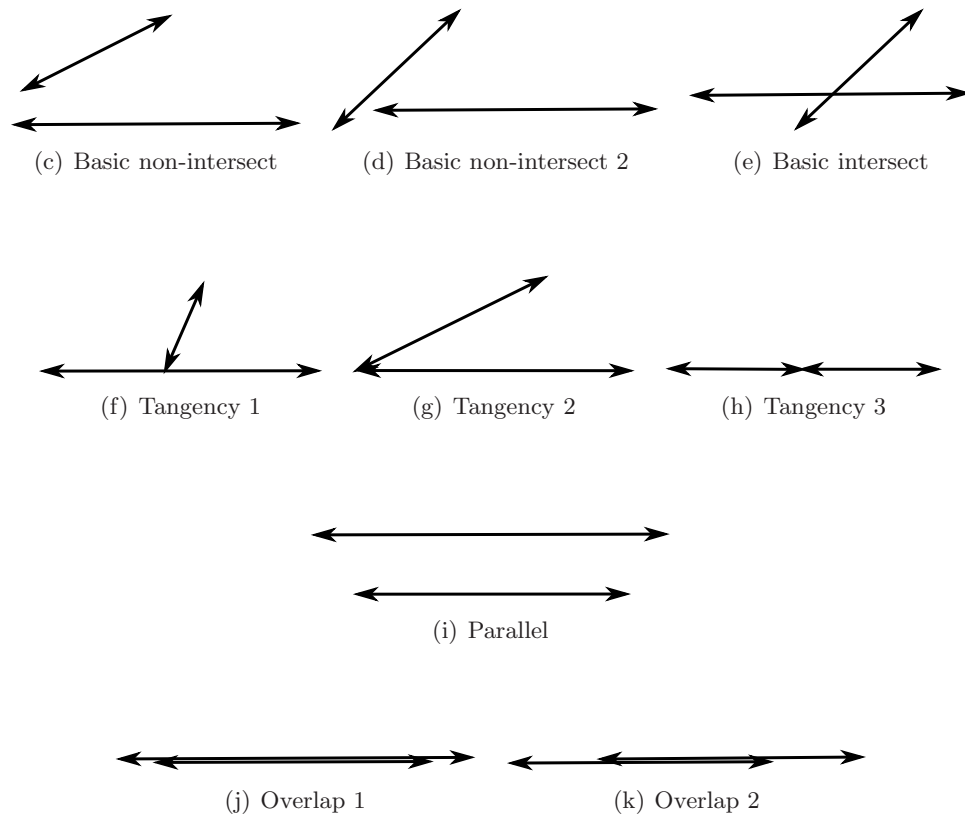 (c) Basic non-intersect
(d) Basic non-intersect 2
(e) Basic intersect
(f) Tangency 1
(g) Tangency 2
(h) Tangency 3
(i) Parallel
(j) Overlap 1
(k) Overlap 2